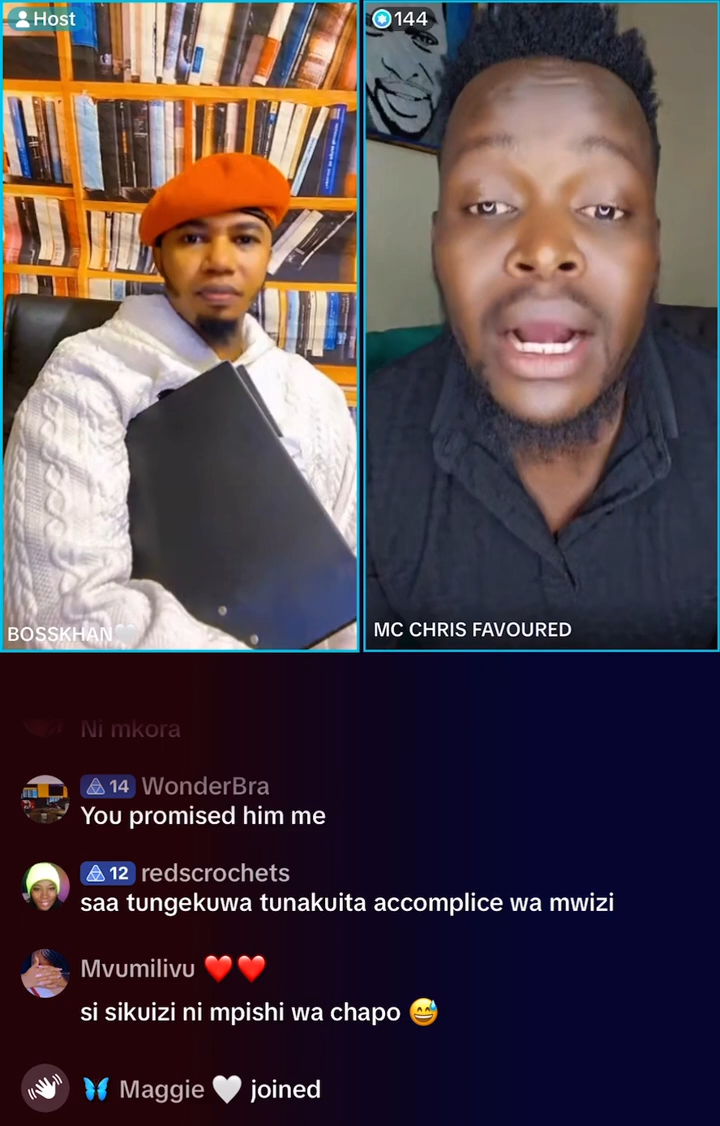 Host
144
BOSSKHAN🤍
MC CHRIS FAVOURED
Ni mkora
14 WonderBra
You promised him me
12 redscrochets
saa tungekuwa tunakuita accomplice wa mwizi
Mvumilivu ❤️❤️
si sikuizi ni mpishi wa chapo 😅
🦋 Maggie 🤍 joined